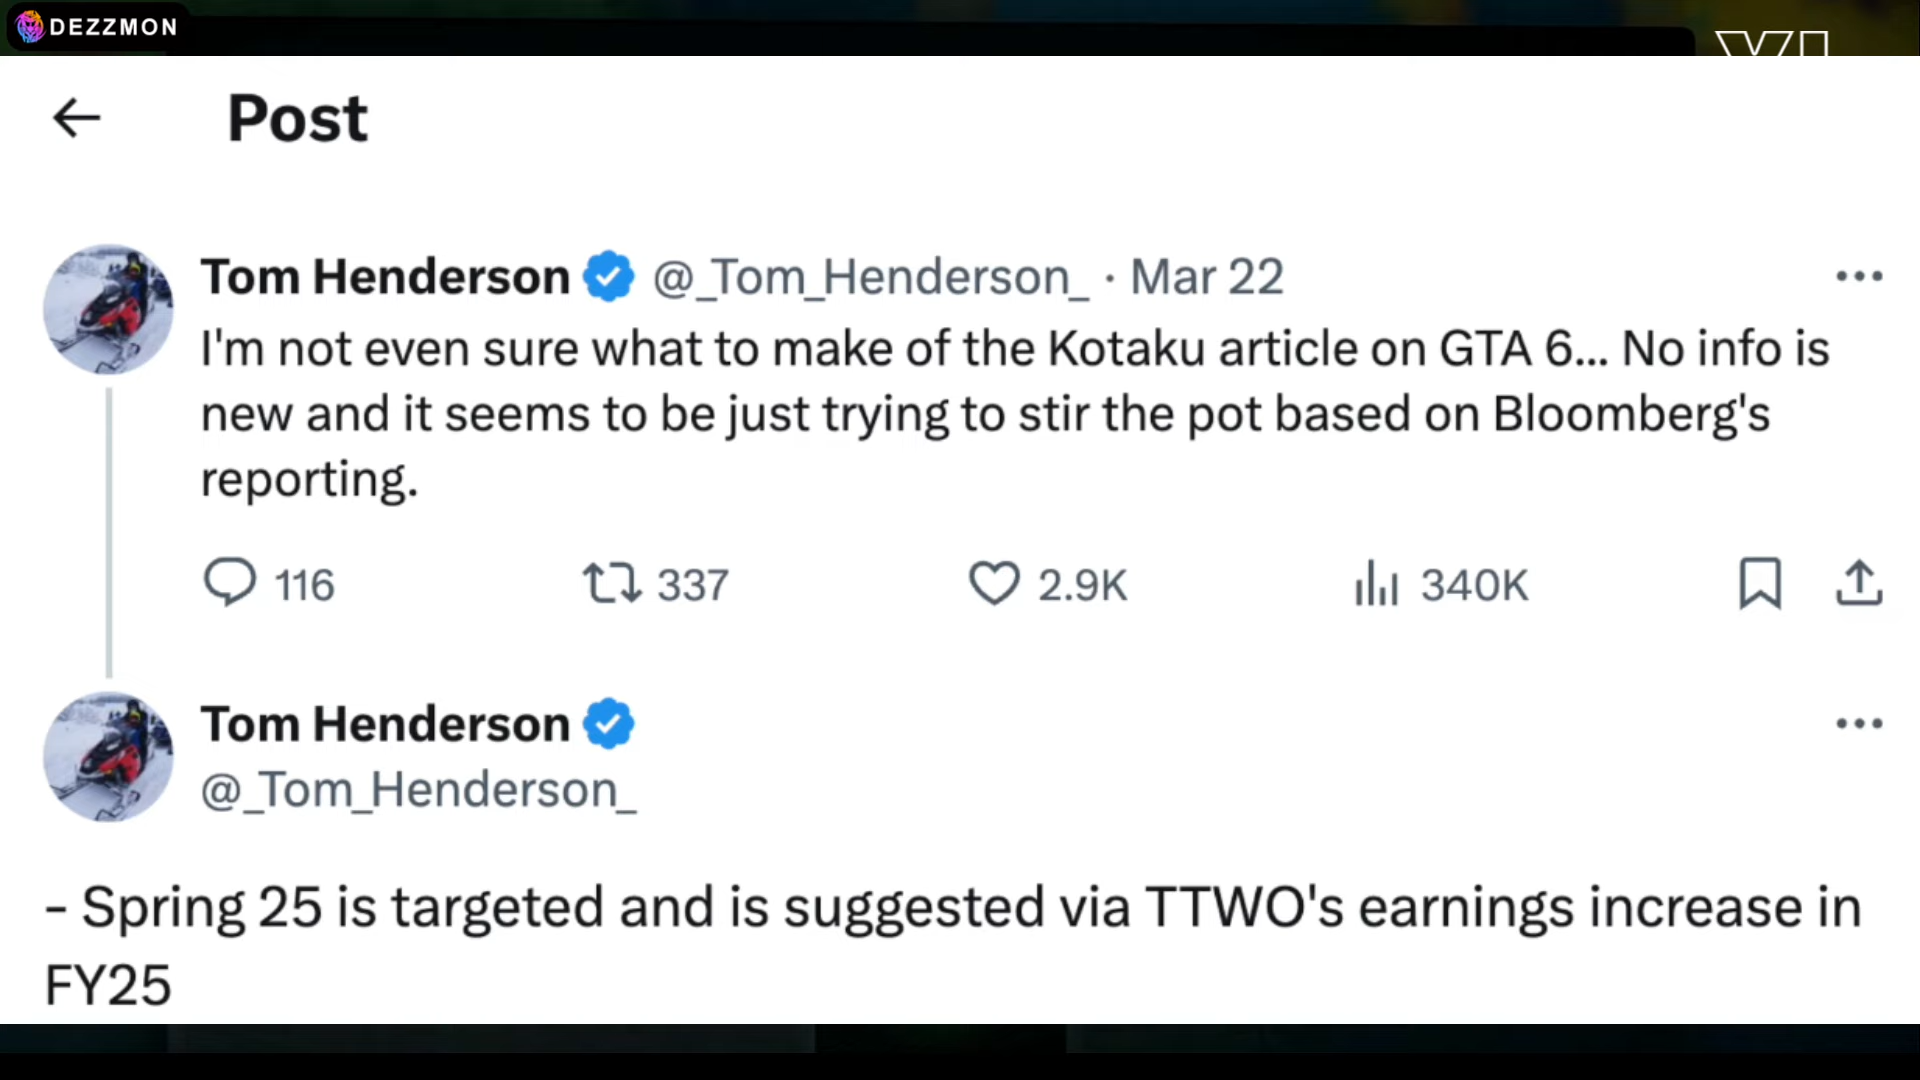 DEZZMON
VI
Post
Tom Henderson @_Tom_Henderson_ · Mar 22
I'm not even sure what to make of the Kotaku article on GTA 6... No info is
new and it seems to be just trying to stir the pot based on Bloomberg's
reporting.
116 337 2.9K 340K
Tom Henderson
@_Tom_Henderson_
- Spring 25 is targeted and is suggested via TTWO's earnings increase in
FY25